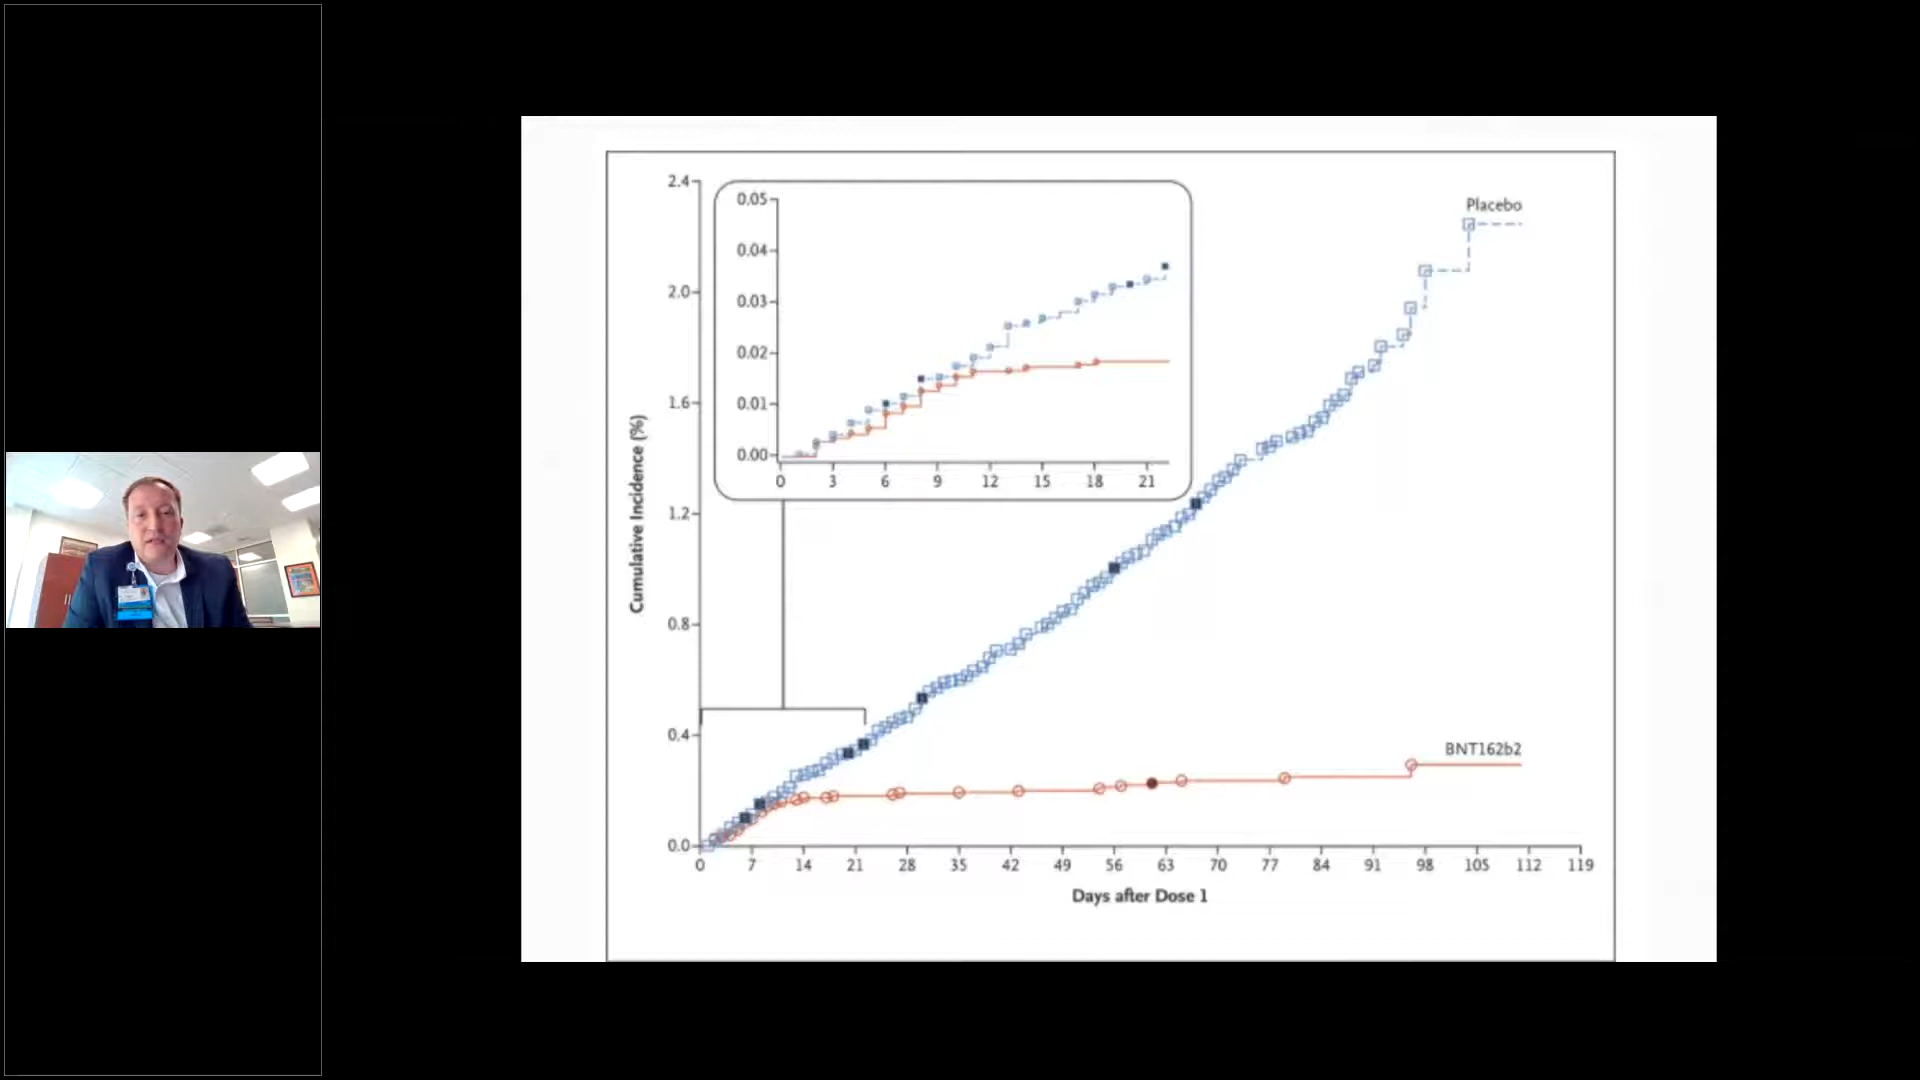 2.4
2.0
1.6
1.2
0.8
0.4
0.0
Cumulative Incidence (%)
0 7 14 21 28 35 42 49 56 63 70 77 84 91 98 105 112 119
Days after Dose 1
0.05
0.04
0.03
0.02
0.01
0.00
0 3 6 9 12 15 18 21
Placebo
BNT162b2